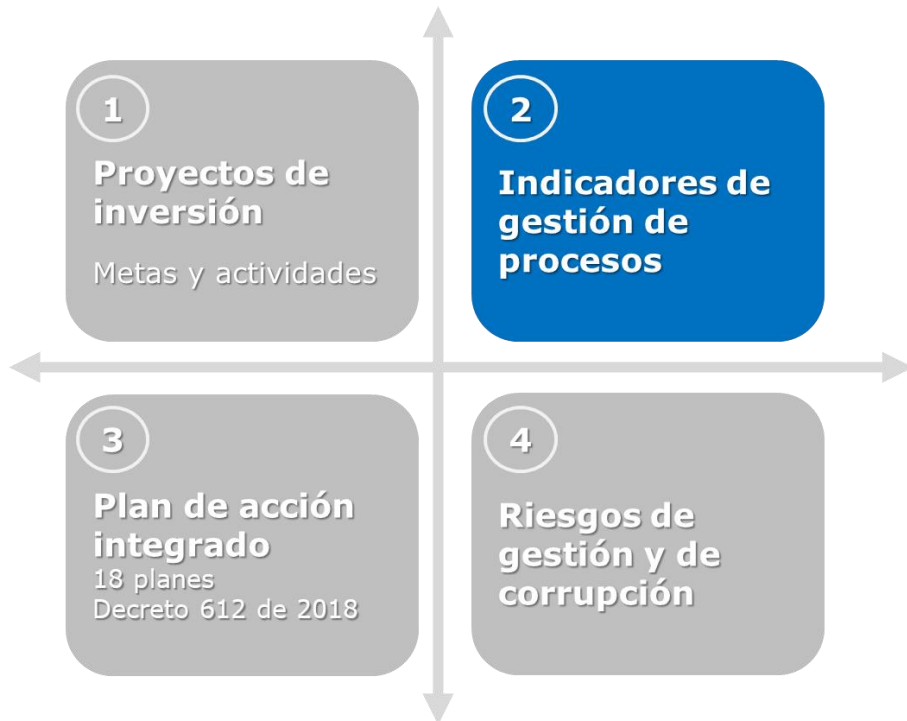 1
Proyectos de
inversión
Metas y actividades
2
Indicadores de
gestión de
procesos
3
Plan de acción
integrado
18 planes
Decreto 612 de 2018
4
Riesgos de
gestión y de
corrupción